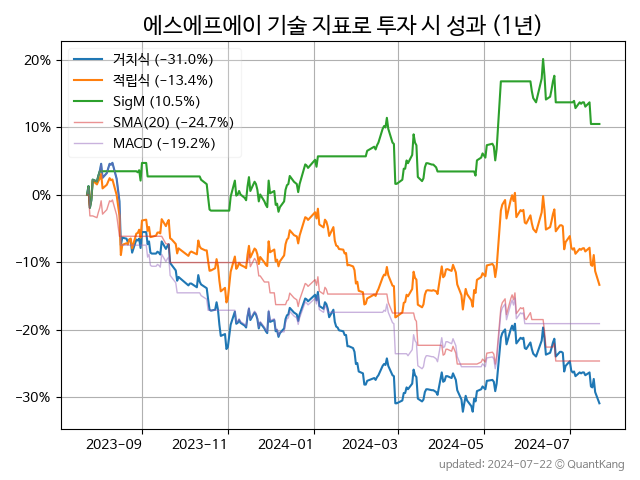 에스에프에이 기술 지표로 투자 시 성과 (1년)
거치식 (−31.0%)
적립식 (−13.4%)
SigM (10.5%)
SMA(20) (−24.7%)
MACD (−19.2%)
20%
10%
0%
−10%
−20%
−30%
2023-09 2023-11 2024-01 2024-03 2024-05 2024-07
updated: 2024-07-22 © QuantKang